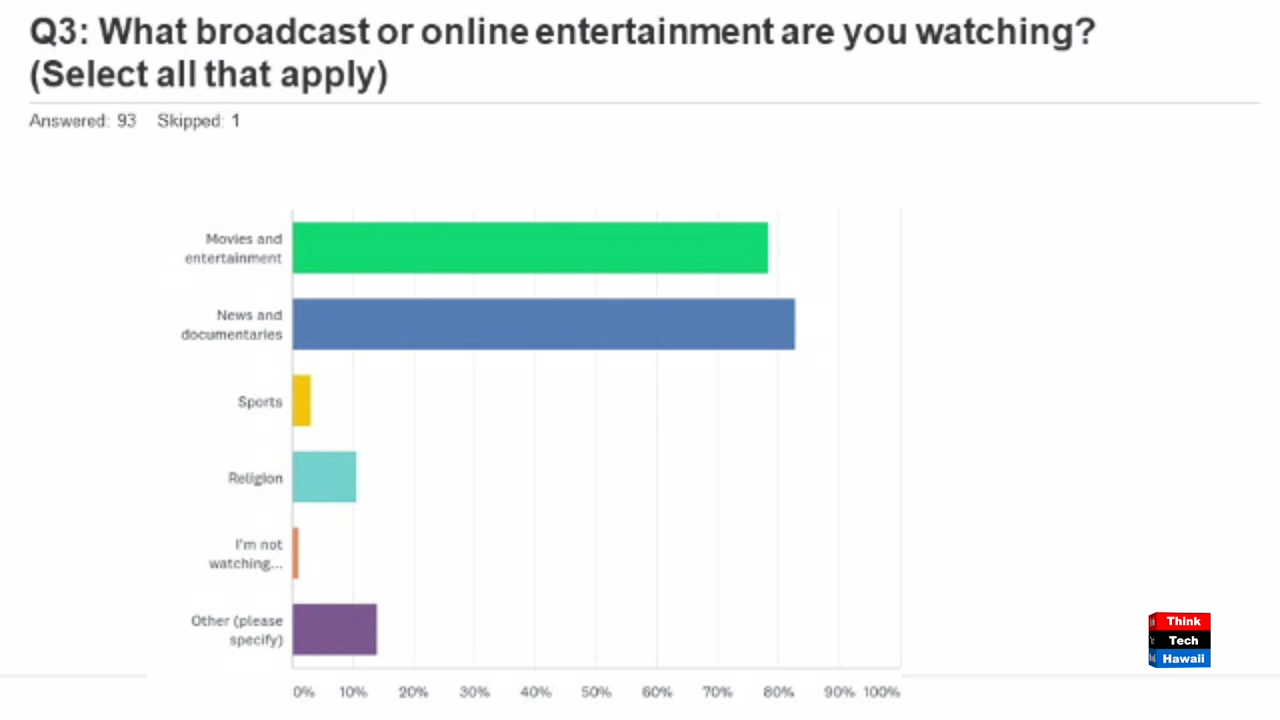 Q3: What broadcast or online entertainment are you watching?
(Select all that apply)
Answered: 93 Skipped: 1
Movies and
entertainment
News and
documentaries
Sports
Religion
I'm not
watching...
Other (please
specify)
0% 10% 20% 30% 40% 50% 60% 70% 80% 90% 100%
Think
Tech
Hawaii